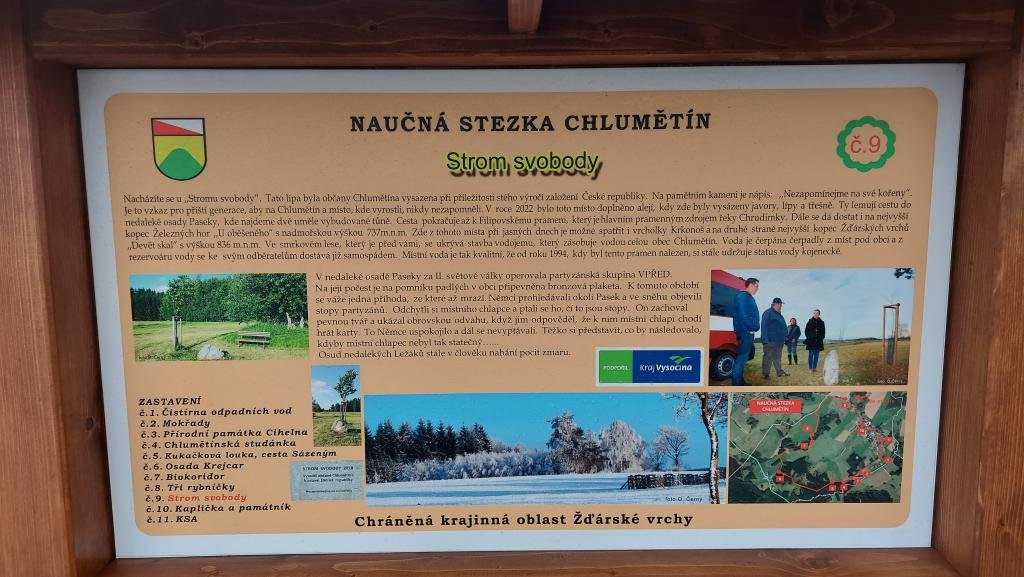 NAUČNÁ STEZKA CHLUMĚTÍN
Strom svobody
č.9
Nacházíte se u „Stromu svobody". Tato lípa byla občany Chlumětína vysazena při příležitosti stého výročí založení České republiky. Na pamětním kameni je nápis: „Nezapomínejme na své kořeny".
Je to vzkaz pro příští generace, aby na Chlumětín a místo, kde vyrostli, nikdy nezapomněli. V roce 2022 bylo toto místo doplněno alejí, kdy zde byly vysázeny javory, lípy a třešně. Ty lemují cestu do
nedaleké osady Paseky, kde najdeme dvě uměle vybudované tůně. Cesta pokračuje až k Filipovskému prameni, který je hlavním pramenným zdrojem řeky Chrudimky. Dále se dá dostat i na nejvyšší
kopec Železných hor „U oběšeného" s nadmořskou výškou 737m.n.m. Zde z tohoto místa při jasných dnech je možné spatřit i vrcholky Krkonoš a na druhé straně nejvyšší kopec Žďárských vrchů
„Devět skal" s výškou 836 m.n.m. Ve smrkovém lese, který je před vámi, se ukrývá stavba vodojemu, který zásobuje vodou celou obec Chlumětín. Voda je čerpána čerpadly z míst pod obcí a z
rezervoáru vody se ke svým odběratelům dostává již samospádem. Místní voda je tak kvalitní, že od roku 1994, kdy byl tento pramen nalezen, si stále udržuje status vody kojenecké.
V nedaleké osadě Paseky za II. světové války operovala partyzánská skupina VPŘED.
Na její počest je na pomníku padlých v obci připevněna bronzová plaketa. K tomuto období
se váže jedna příhoda, ze které až mrazí. Němci prohledávali okolí Pasek a ve sněhu objevili
stopy partyzánů. Odchytli si místního chlapce a ptali se ho, čí to jsou stopy. On zachoval
pevnou tvář a ukázal obrovskou odvahu, když jim odpověděl, že k nim místní chlapi chodí
hrát karty. To Němce uspokojilo a dál se nevyptávali. Těžko si představit, co by následovalo,
kdyby místní chlapec nebyl tak statečný......
Osud nedalekých Ležáků stále v člověku nahání pocit zmaru.
PODPOŘIL
Kraj Vysočina
ZASTAVENÍ
č.1. Čistírna odpadních vod
č.2. Mokřady
č.3. Přírodní památka Cihelna
č.4. Chlumětínská studánka
č.5. Kukačková louka, cesta Sázeným
č.6. Osada Krejcar
č.7. Biokoridor
č.8. Tři rybníčky
č.9. Strom svobody
č.10. Kaplička a památník
č.11. KSA
STROM SVOBODY 2018
foto O. Černý
NAUČNÁ STEZKA
CHLUMĚTÍN
Chráněná krajinná oblast Žďárské vrchy